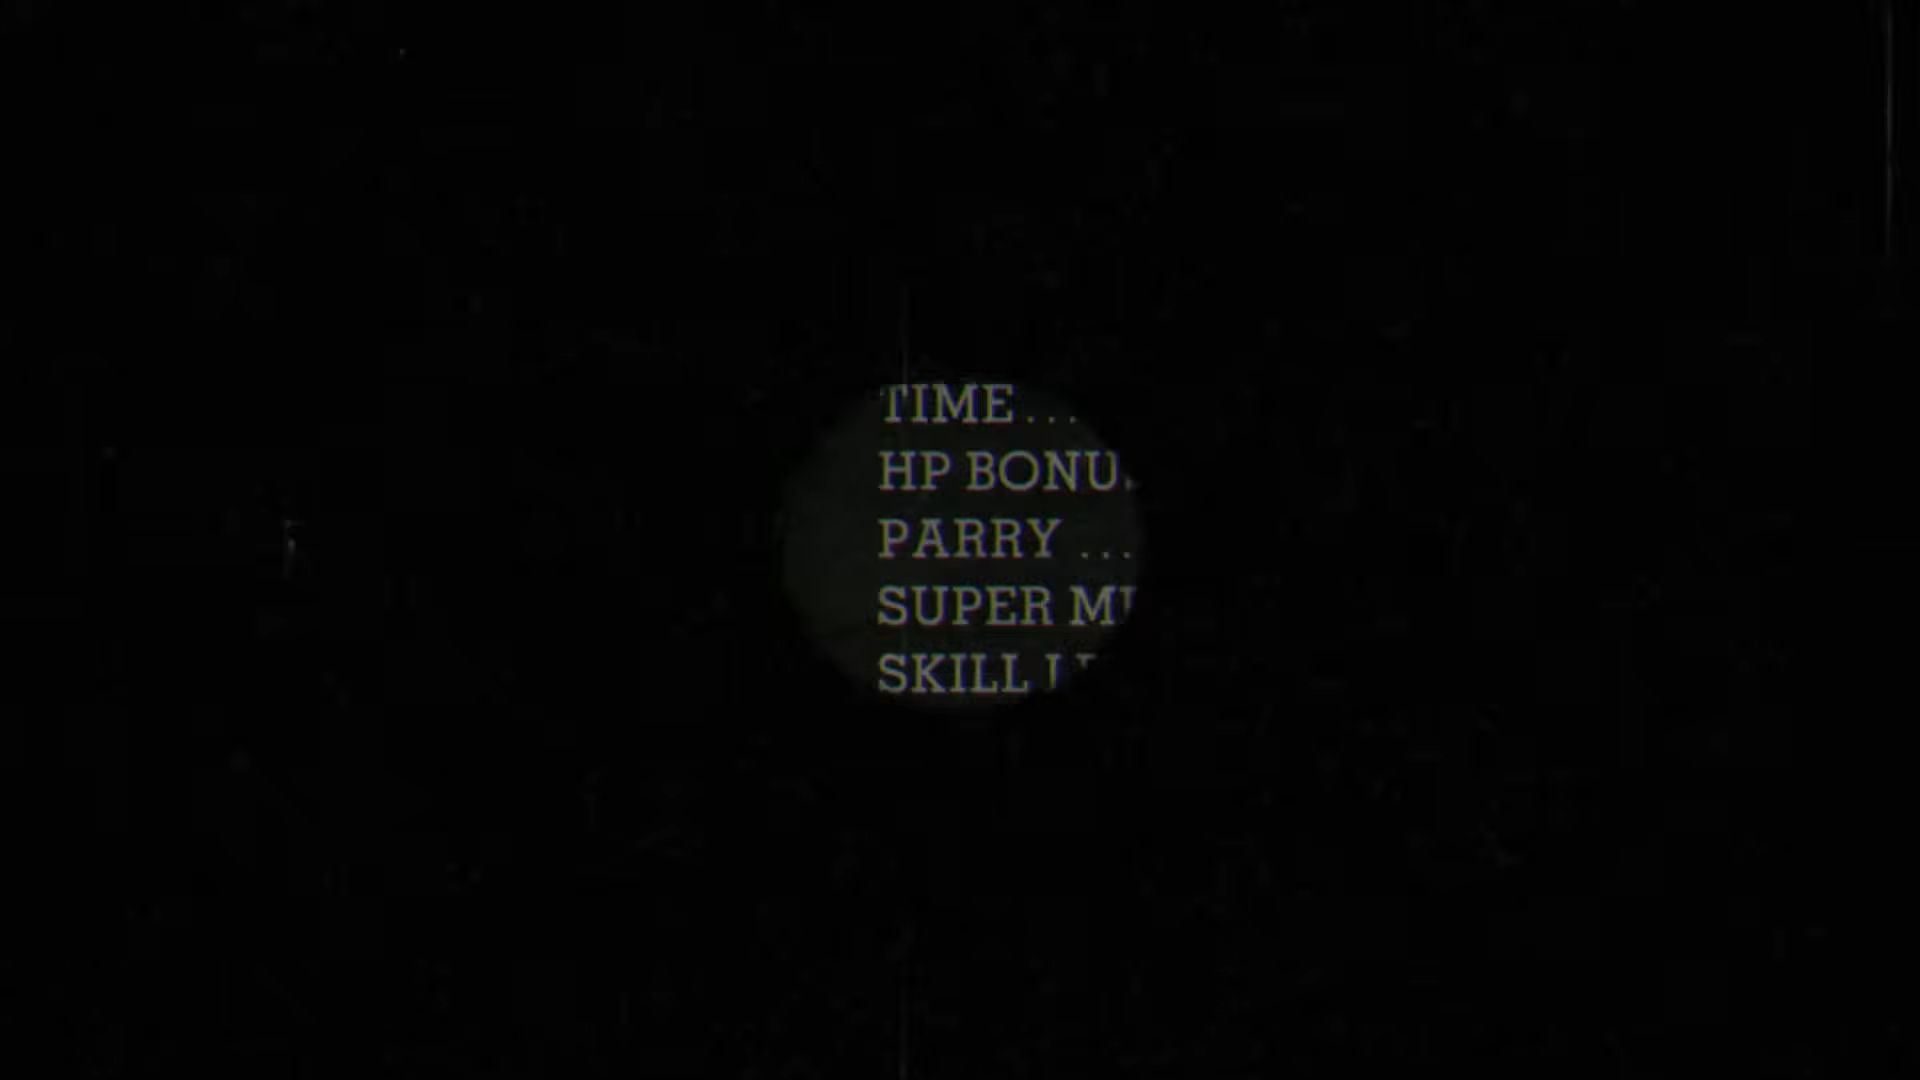 TIME...
HP BONU
PARRY ...
SUPER M
SKILL